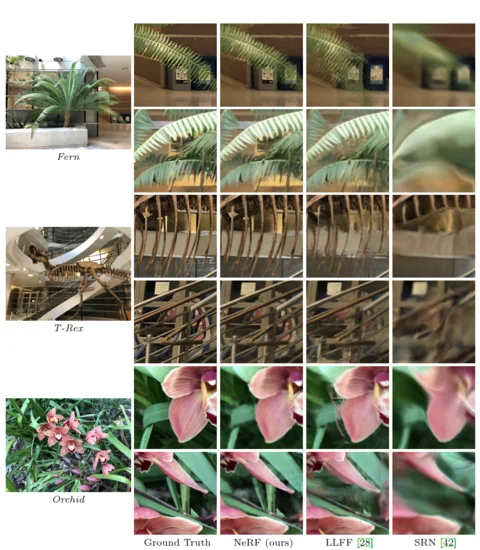 Fern
T-Rex
Orchid
Ground Truth NeRF (ours) LLFF [28] SRN [42]